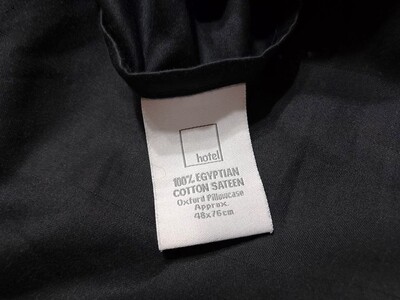 hotel
100% EGYPTIAN
COTTON SATEEN
Oxford Pillowcase
Approx.
48x76cm